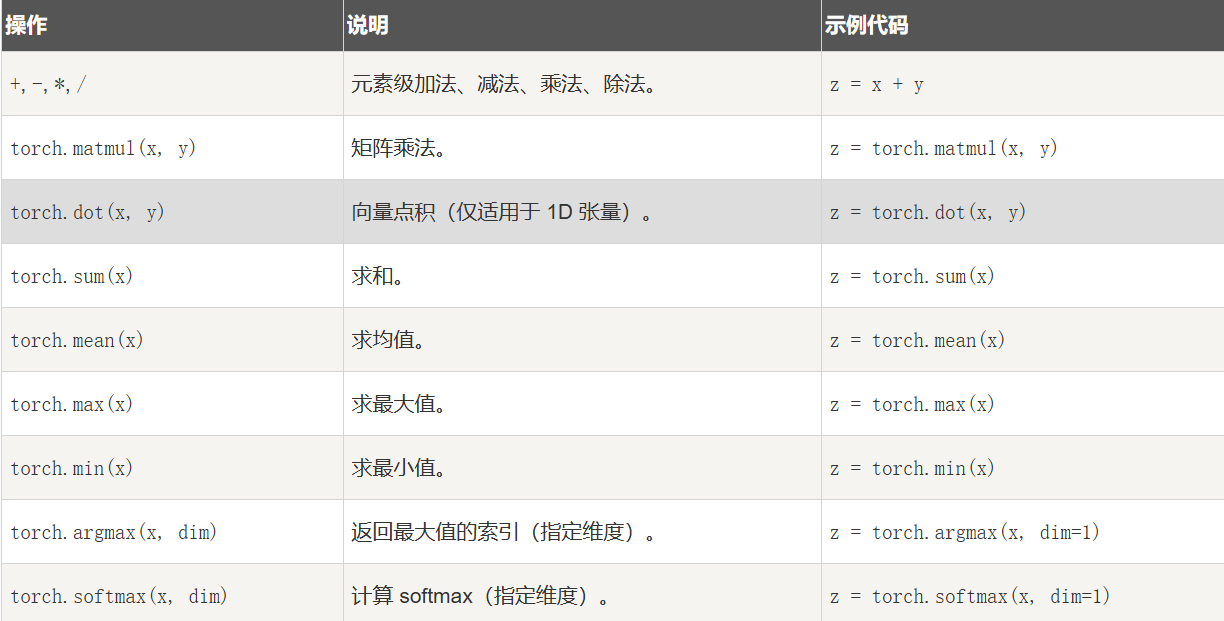 操作 说明 示例代码
+, -, *, / 元素级加法、减法、乘法、除法。 z = x + y
torch.matmul(x, y) 矩阵乘法。 z = torch.matmul(x, y)
torch.dot(x, y) 向量点积（仅适用于 1D 张量）。 z = torch.dot(x, y)
torch.sum(x) 求和。 z = torch.sum(x)
torch.mean(x) 求均值。 z = torch.mean(x)
torch.max(x) 求最大值。 z = torch.max(x)
torch.min(x) 求最小值。 z = torch.min(x)
torch.argmax(x, dim) 返回最大值的索引（指定维度）。 z = torch.argmax(x, dim=1)
torch.softmax(x, dim) 计算 softmax（指定维度）。 z = torch.softmax(x, dim=1)